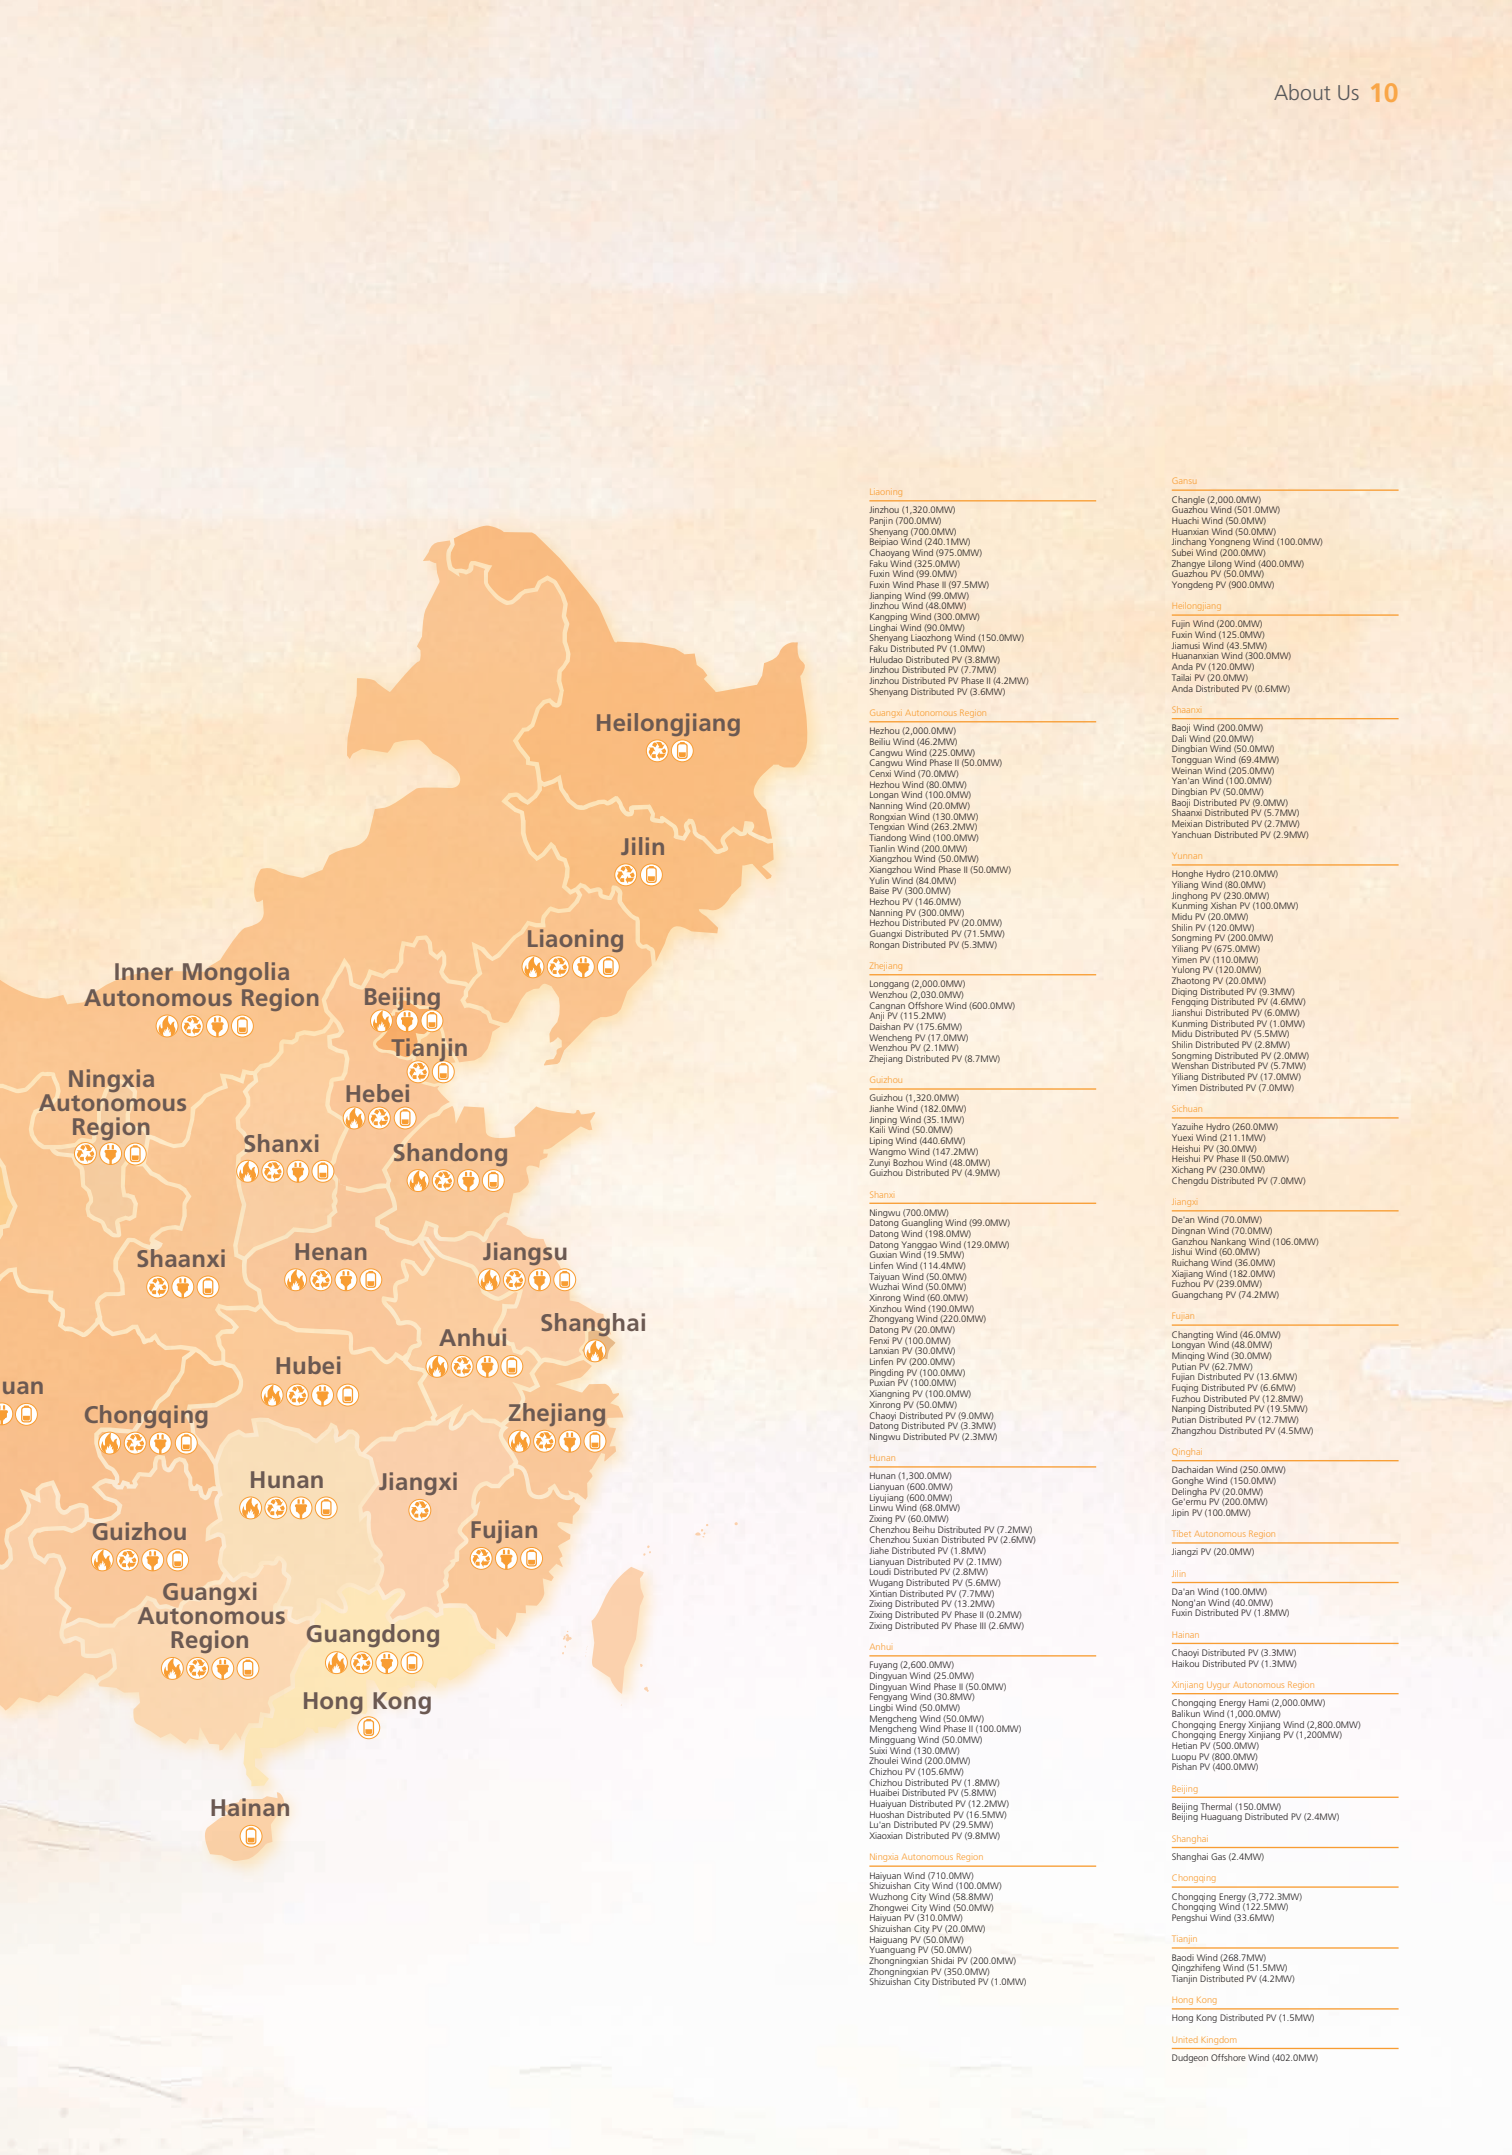 About Us 10
Heilongjiang
Jilin
Liaoning
Inner Mongolia
Autonomous Region
Beijing
Tianjin
Ningxia
Autonomous
Region
Hebei
Shanxi
Shandong
Shaanxi
Henan
Jiangsu
Shanghai
Anhui
Hubei
uan
Chongqing
Zhejiang
Hunan
Jiangxi
Guizhou
Fujian
Guangxi
Autonomous
Region
Guangdong
Hong Kong
Hainan
Liaoning
Jinzhou (1,320.0MW)
Panjin (700.0MW)
Shenyang (700.0MW)
Beipiao Wind (240.1MW)
Chaoyang Wind (975.0MW)
Faku Wind (325.0MW)
Fuxin Wind (99.0MW)
Fuxin Wind Phase II (97.5MW)
Jianping Wind (99.0MW)
Jinzhou Wind (48.0MW)
Kangping Wind (300.0MW)
Linghai Wind (90.0MW)
Shenyang Liaozhong Wind (150.0MW)
Faku Distributed PV (1.0MW)
Huludao Distributed PV (3.8MW)
Jinzhou Distributed PV (7.7MW)
Jinzhou Distributed PV Phase II (4.2MW)
Shenyang Distributed PV (3.6MW)
Guangxi Autonomous Region
Hezhou (2,000.0MW)
Beiliu Wind (46.2MW)
Cangwu Wind (225.0MW)
Cangwu Wind Phase II (50.0MW)
Cenxi Wind (70.0MW)
Hezhou Wind (80.0MW)
Longan Wind (100.0MW)
Nanning Wind (20.0MW)
Rongxian Wind (130.0MW)
Tengxian Wind (263.2MW)
Tiandong Wind (100.0MW)
Tianlin Wind (200.0MW)
Xiangzhou Wind (50.0MW)
Xiangzhou Wind Phase II (50.0MW)
Yulin Wind (84.0MW)
Baise PV (300.0MW)
Hezhou PV (146.0MW)
Nanning PV (300.0MW)
Hezhou Distributed PV (20.0MW)
Guangxi Distributed PV (71.5MW)
Rongan Distributed PV (5.3MW)
Zhejiang
Longgang (2,000.0MW)
Wenzhou (2,030.0MW)
Cangnan Offshore Wind (600.0MW)
Anji PV (115.2MW)
Daishan PV (175.6MW)
Wencheng PV (17.0MW)
Wenzhou PV (2.1MW)
Zhejiang Distributed PV (8.7MW)
Guizhou
Guizhou (1,320.0MW)
Jianhe Wind (182.0MW)
Jinping Wind (35.1MW)
Kaili Wind (50.0MW)
Liping Wind (440.6MW)
Wangmo Wind (147.2MW)
Zunyi Bozhou Wind (48.0MW)
Guizhou Distributed PV (4.9MW)
Shanxi
Ningwu (700.0MW)
Datong Guangling Wind (99.0MW)
Datong Wind (198.0MW)
Datong Yanggao Wind (129.0MW)
Guxian Wind (19.5MW)
Linfen Wind (114.4MW)
Taiyuan Wind (50.0MW)
Wuzhai Wind (50.0MW)
Xinrong Wind (60.0MW)
Xinzhou Wind (190.0MW)
Zhongyang Wind (220.0MW)
Datong PV (20.0MW)
Fenxi PV (100.0MW)
Lanxian PV (30.0MW)
Linfen PV (200.0MW)
Pingding PV (100.0MW)
Puxian PV (100.0MW)
Xiangning PV (100.0MW)
Xinrong PV (50.0MW)
Chaoyi Distributed PV (9.0MW)
Datong Distributed PV (3.3MW)
Ningwu Distributed PV (2.3MW)
Hunan
Hunan (1,300.0MW)
Lianyuan (600.0MW)
Liyujiang (600.0MW)
Linwu Wind (68.0MW)
Zixing PV (60.0MW)
Chenzhou Beihu Distributed PV (7.2MW)
Chenzhou Suxian Distributed PV (2.6MW)
Jiahe Distributed PV (1.8MW)
Lianyuan Distributed PV (2.1MW)
Loudi Distributed PV (2.8MW)
Wugang Distributed PV (5.6MW)
Xintian Distributed PV (7.7MW)
Zixing Distributed PV (13.2MW)
Zixing Distributed PV Phase II (0.2MW)
Zixing Distributed PV Phase III (2.6MW)
Anhui
Fuyang (2,600.0MW)
Dingyuan Wind (25.0MW)
Dingyuan Wind Phase II (50.0MW)
Fengyang Wind (30.8MW)
Lingbi Wind (50.0MW)
Mengcheng Wind (50.0MW)
Mengcheng Wind Phase II (100.0MW)
Mingguang Wind (50.0MW)
Suixi Wind (130.0MW)
Zhoulei Wind (200.0MW)
Chizhou PV (105.6MW)
Chizhou Distributed PV (1.8MW)
Huaibei Distributed PV (5.8MW)
Huaiyuan Distributed PV (12.2MW)
Huoshan Distributed PV (16.5MW)
Lu'an Distributed PV (29.5MW)
Xiaoxian Distributed PV (9.8MW)
Ningxia Autonomous Region
Haiyuan Wind (710.0MW)
Shizuishan City Wind (100.0MW)
Wuzhong City Wind (58.8MW)
Zhongwei City Wind (50.0MW)
Haiyuan PV (310.0MW)
Shizuishan City PV (20.0MW)
Haiguang PV (50.0MW)
Yuanguang PV (50.0MW)
Zhongningxian Shidai PV (200.0MW)
Zhongningxian PV (350.0MW)
Shizuishan City Distributed PV (1.0MW)
Gansu
Changle (2,000.0MW)
Guazhou Wind (501.0MW)
Huachi Wind (50.0MW)
Huanxian Wind (50.0MW)
Jinchang Yongneng Wind (100.0MW)
Subei Wind (200.0MW)
Zhangye Lilong Wind (400.0MW)
Guazhou PV (50.0MW)
Yongdeng PV (900.0MW)
Heilongjiang
Fujin Wind (200.0MW)
Fuxin Wind (125.0MW)
Jiamusi Wind (43.5MW)
Huananxian Wind (300.0MW)
Anda PV (120.0MW)
Tailai PV (20.0MW)
Anda Distributed PV (0.6MW)
Shaanxi
Baoji Wind (200.0MW)
Dali Wind (20.0MW)
Dingbian Wind (50.0MW)
Tongguan Wind (69.4MW)
Weinan Wind (205.0MW)
Yan'an Wind (100.0MW)
Dingbian PV (50.0MW)
Baoji Distributed PV (9.0MW)
Shaanxi Distributed PV (5.7MW)
Meixian Distributed PV (2.7MW)
Yanchuan Distributed PV (2.9MW)
Yunnan
Honghe Hydro (210.0MW)
Yiliang Wind (80.0MW)
Jinghong PV (230.0MW)
Kunming Xishan PV (100.0MW)
Midu PV (20.0MW)
Shilin PV (120.0MW)
Songming PV (200.0MW)
Yiliang PV (675.0MW)
Yimen PV (110.0MW)
Yulong PV (120.0MW)
Zhaotong PV (20.0MW)
Diqing Distributed PV (9.3MW)
Fengqing Distributed PV (4.6MW)
Jianshui Distributed PV (6.0MW)
Kunming Distributed PV (1.0MW)
Midu Distributed PV (5.5MW)
Shilin Distributed PV (2.8MW)
Songming Distributed PV (2.0MW)
Wenshan Distributed PV (5.7MW)
Yiliang Distributed PV (17.0MW)
Yimen Distributed PV (7.0MW)
Sichuan
Yazuihe Hydro (260.0MW)
Yuexi Wind (211.1MW)
Heishui PV (30.0MW)
Heishui PV Phase II (50.0MW)
Xichang PV (230.0MW)
Chengdu Distributed PV (7.0MW)
Jiangxi
De'an Wind (70.0MW)
Dingnan Wind (70.0MW)
Ganzhou Nankang Wind (106.0MW)
Jishui Wind (60.0MW)
Ruichang Wind (36.0MW)
Xiajiang Wind (182.0MW)
Fuzhou PV (239.0MW)
Guangchang PV (74.2MW)
Fujian
Changting Wind (46.0MW)
Longyan Wind (48.0MW)
Minqing Wind (30.0MW)
Putian PV (62.7MW)
Fujian Distributed PV (13.6MW)
Fuqing Distributed PV (6.6MW)
Fuzhou Distributed PV (12.8MW)
Nanping Distributed PV (19.5MW)
Putian Distributed PV (12.7MW)
Zhangzhou Distributed PV (4.5MW)
Qinghai
Dachaidan Wind (250.0MW)
Gonghe Wind (150.0MW)
Delingha PV (20.0MW)
Ge'ermu PV (200.0MW)
Jipin PV (100.0MW)
Tibet Autonomous Region
Jiangzi PV (20.0MW)
Jilin
Da'an Wind (100.0MW)
Nong'an Wind (40.0MW)
Fuxin Distributed PV (1.8MW)
Hainan
Chaoyi Distributed PV (3.3MW)
Haikou Distributed PV (1.3MW)
Xinjiang Uygur Autonomous Region
Chongqing Energy Hami (2,000.0MW)
Balikun Wind (1,000.0MW)
Chongqing Energy Xinjiang Wind (2,800.0MW)
Chongqing Energy Xinjiang PV (1,200MW)
Hetian PV (500.0MW)
Luopu PV (800.0MW)
Pishan PV (400.0MW)
Beijing
Beijing Thermal (150.0MW)
Beijing Huaguang Distributed PV (2.4MW)
Shanghai
Shanghai Gas (2.4MW)
Chongqing
Chongqing Energy (3,772.3MW)
Chongqing Wind (122.5MW)
Pengshui Wind (33.6MW)
Tianjin
Baodi Wind (268.7MW)
Qingzhifeng Wind (51.5MW)
Tianjin Distributed PV (4.2MW)
Hong Kong
Hong Kong Distributed PV (1.5MW)
United Kingdom
Dudgeon Offshore Wind (402.0MW)